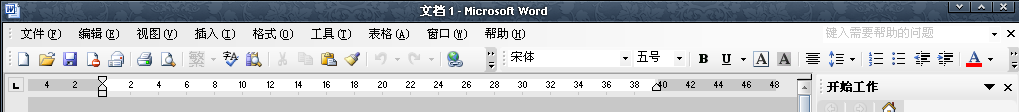 文档 1 - Microsoft Word
文件(F) 编辑(E) 视图(V) 插入(I) 格式(O) 工具(T) 表格(A) 窗口(W) 帮助(H) 键入需要帮助的问题
繁 字A 宋体 五号 B U A A A
L 4 2 2 4 6 8 10 12 14 16 18 20 22 24 26 28 30 32 34 36 38 40 42 44 46 48 开始工作